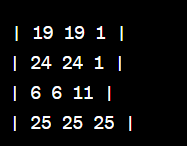 | 19 19 1 |
| 24 24 1 |
| 6 6 11 |
| 25 25 25 |